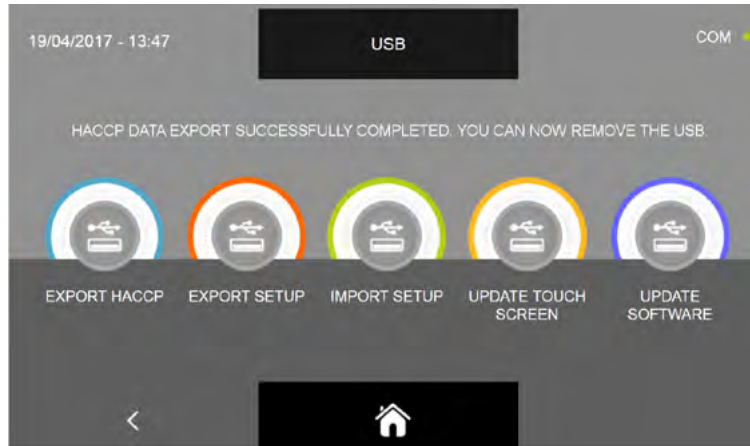 19/04/2017 - 13:47
USB
COM
HACCP DATA EXPORT SUCCESSFULLY COMPLETED. YOU CAN NOW REMOVE THE USB.
EXPORT HACCP
EXPORT SETUP
IMPORT SETUP
UPDATE TOUCH
SCREEN
UPDATE
SOFTWARE